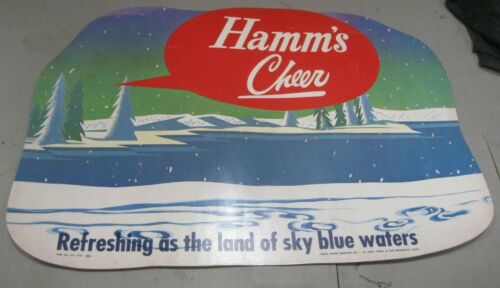 Hamm's
Cheer
Refreshing as the land of sky blue waters